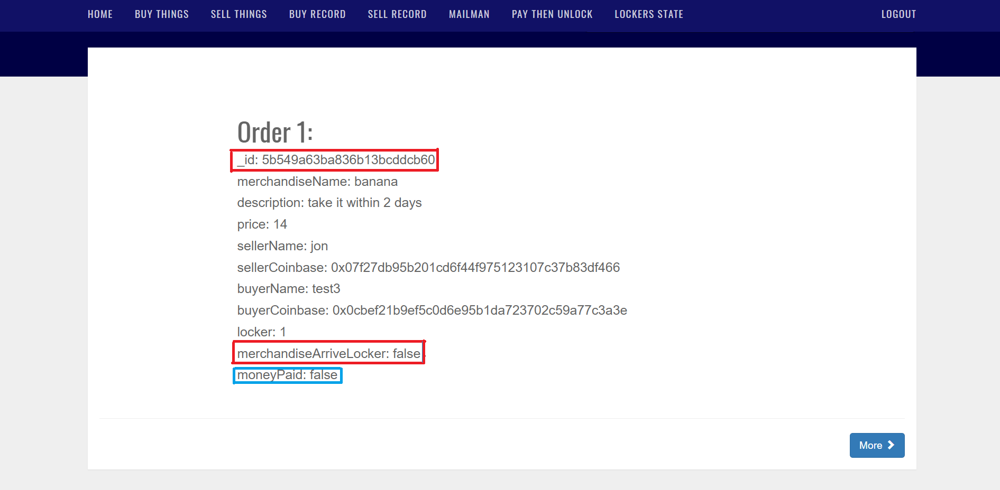 HOME BUY THINGS SELL THINGS BUY RECORD SELL RECORD MAILMAN PAY THEN UNLOCK LOCKERS STATE LOGOUT
Order 1:
_id: 5b549a63ba836b13bcddcb60
merchandiseName: banana
description: take it within 2 days
price: 14
sellerName: jon
sellerCoinbase: 0x07f27db95b201cd6f44f975123107c37b83df466
buyerName: test3
buyerCoinbase: 0x0cbef21b9ef5c0d6e95b1da723702c59a77c3a3e
locker: 1
merchandiseArriveLocker: false
moneyPaid: false
More